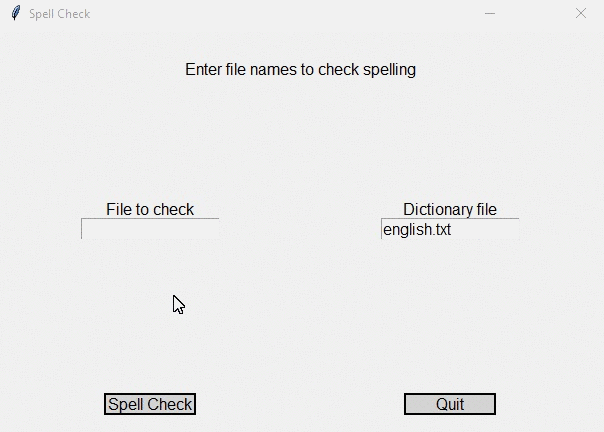 Spell Check
Enter file names to check spelling
File to check
Dictionary file
english.txt
Spell Check
Quit